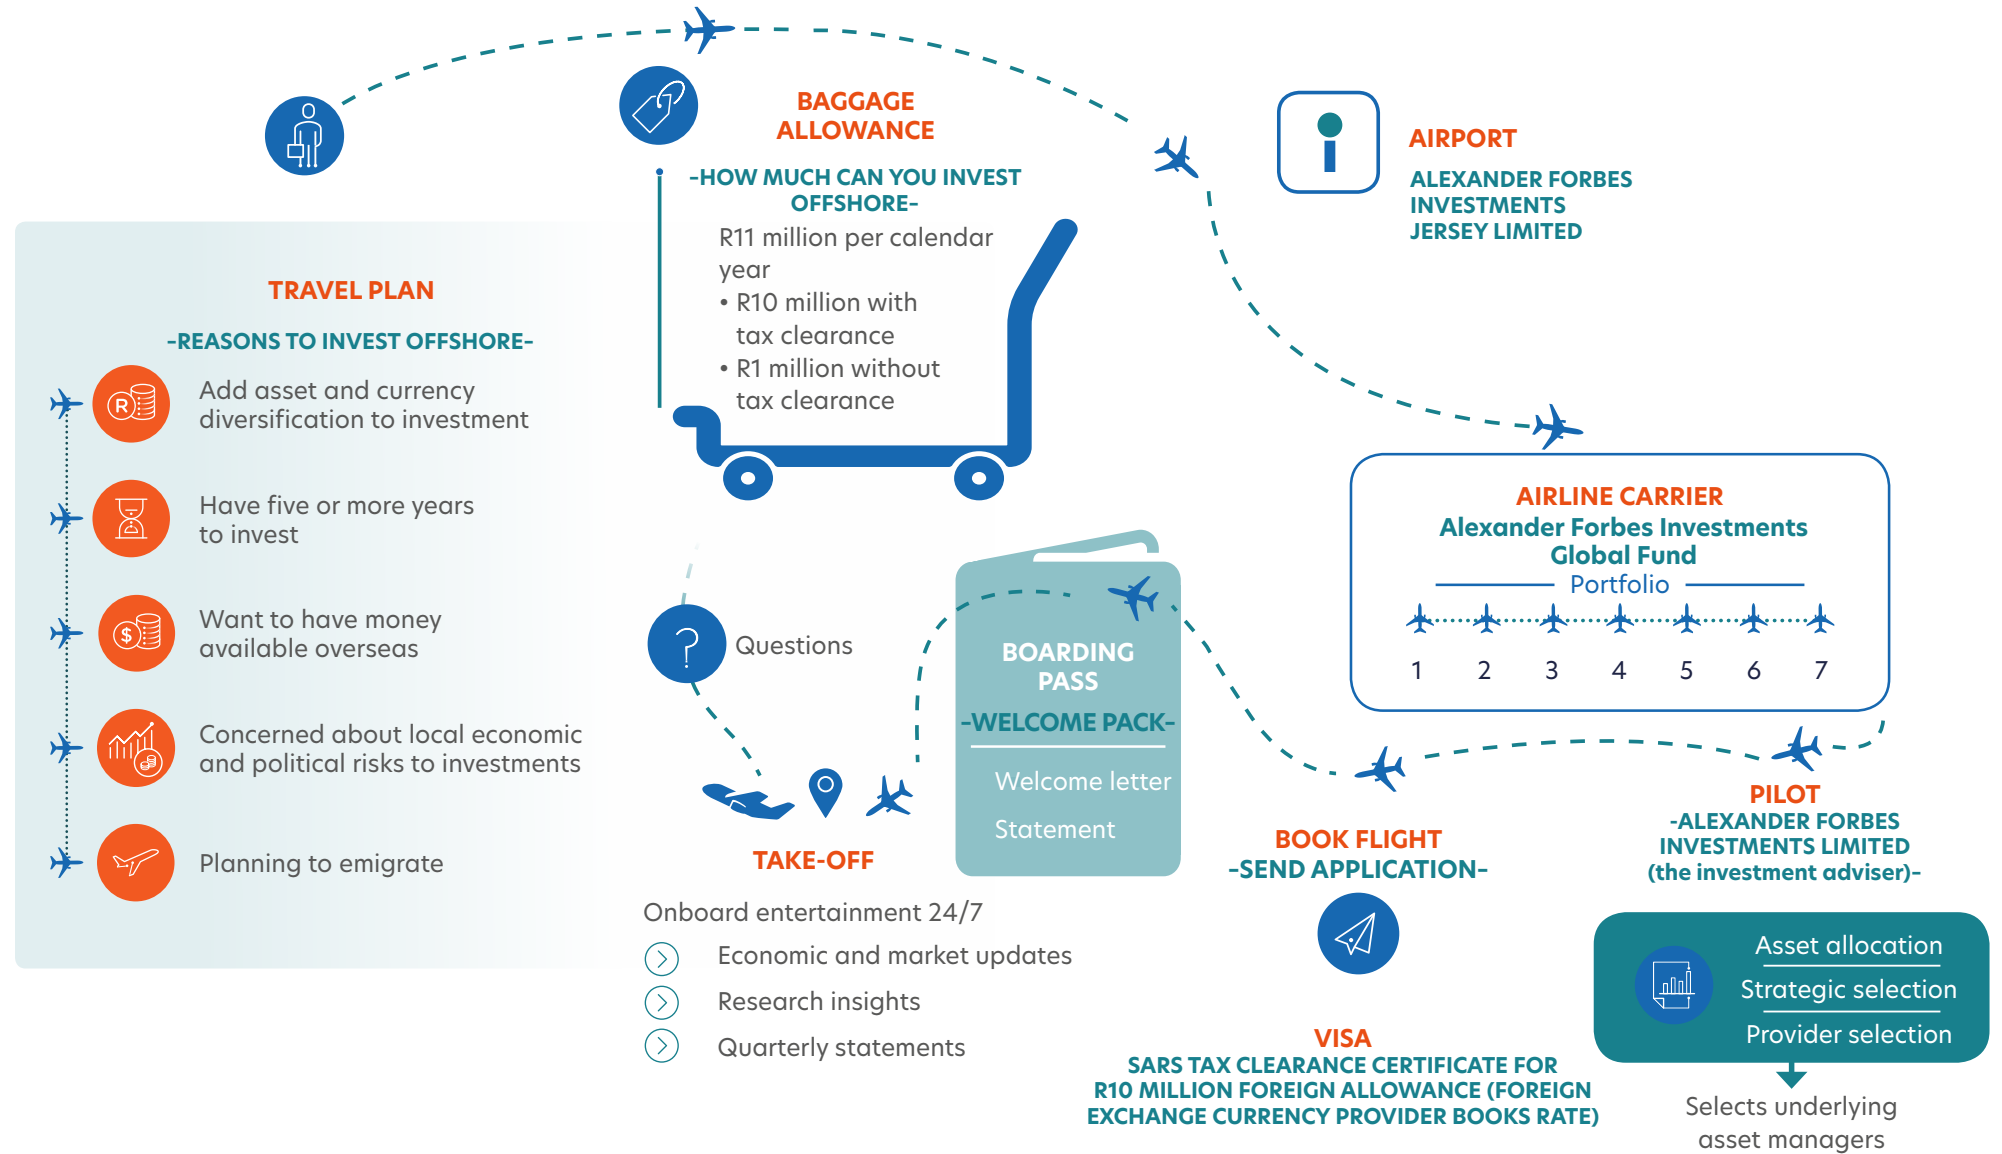 TRAVEL PLAN
-REASONS TO INVEST OFFSHORE-
R
Add asset and currency
diversification to investment
Have five or more years
to invest
$
Want to have money
available overseas
Concerned about local economic
and political risks to investments
Planning to emigrate
BAGGAGE
ALLOWANCE
-HOW MUCH CAN YOU INVEST
OFFSHORE-
R11 million per calendar
year
• R10 million with
tax clearance
• R1 million without
tax clearance
i
AIRPORT
ALEXANDER FORBES
INVESTMENTS
JERSEY LIMITED
AIRLINE CARRIER
Alexander Forbes Investments
Global Fund
Portfolio
1 2 3 4 5 6 7
PILOT
-ALEXANDER FORBES
INVESTMENTS LIMITED
(the investment adviser)-
Asset allocation
Strategic selection
Provider selection
Selects underlying
asset managers
BOOK FLIGHT
-SEND APPLICATION-
VISA
SARS TAX CLEARANCE CERTIFICATE FOR
R10 MILLION FOREIGN ALLOWANCE (FOREIGN
EXCHANGE CURRENCY PROVIDER BOOKS RATE)
BOARDING
PASS
-WELCOME PACK-
Welcome letter
Statement
?
Questions
TAKE-OFF
Onboard entertainment 24/7
Economic and market updates
Research insights
Quarterly statements